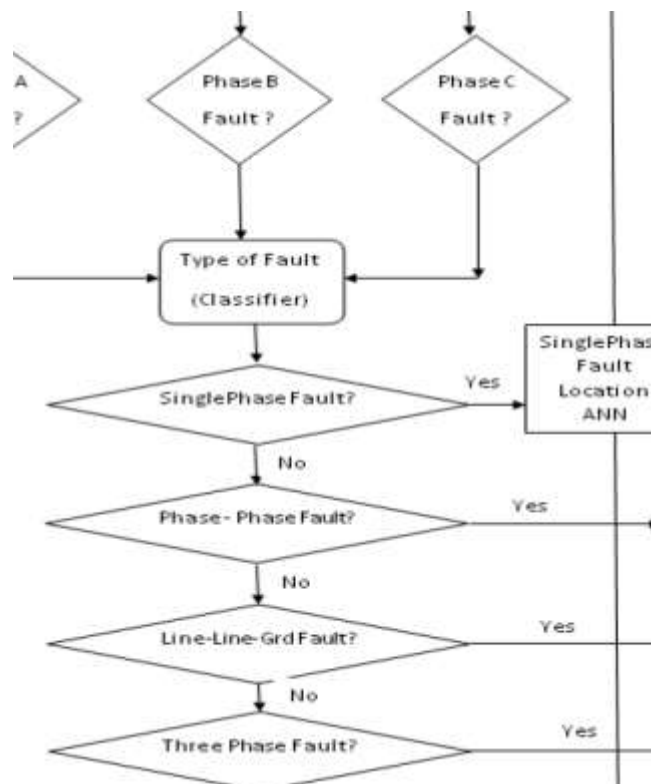 A
?
Phase B
Fault ?
Phase C
Fault ?
Type of Fault
(Classifier)
SinglePhase Fault?
Yes
SinglePhas
Fault
Location
ANN
No
Phase- Phase Fault?
Yes
No
Line-Line-Grd Fault?
Yes
No
Three Phase Fault?
Yes